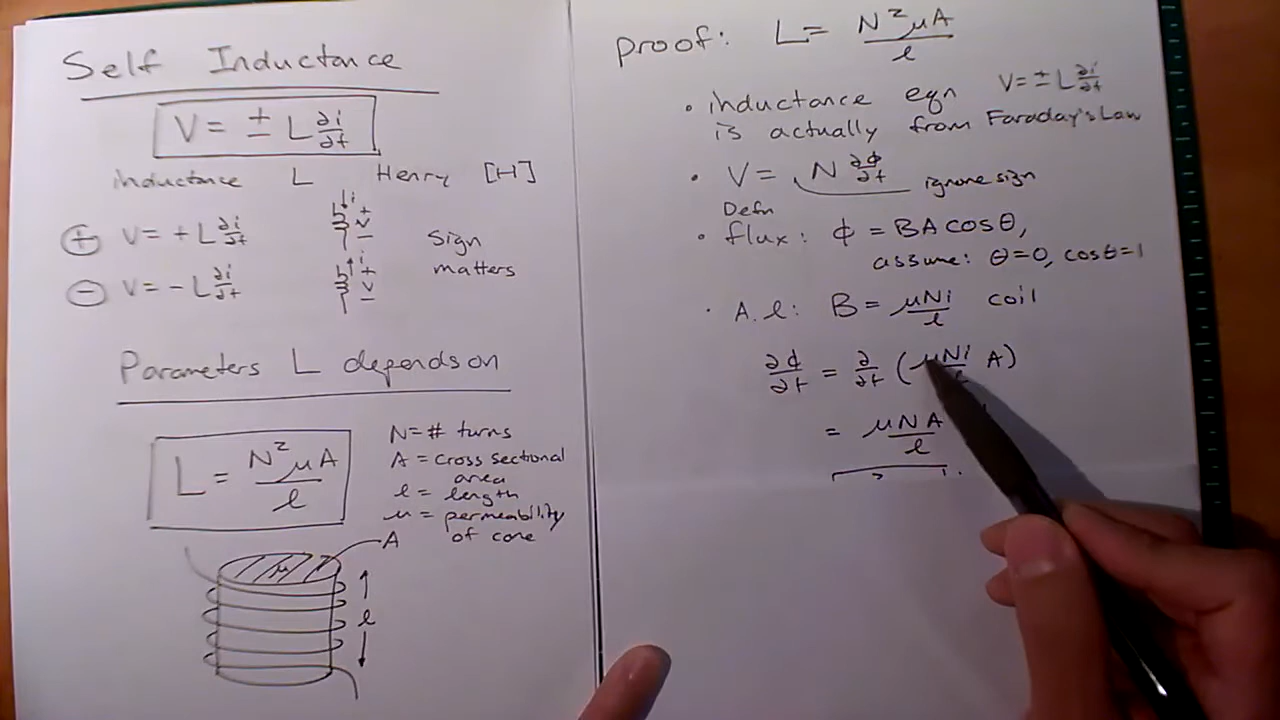 Self Inductance
V = ± L ∂i/∂t
inductance L Henry [H]
⊕ V = + L ∂i/∂t
i + V −
⊖ V = − L ∂i/∂t
i + V −
Sign
matters
Parameters L depends on
L = N²μA/ℓ
N = # turns
A = cross sectional
area
ℓ = length
μ = permeability
of core
A
μ
ℓ
proof: L = N²μA/ℓ
• inductance eqn V = ± L ∂i/∂t
is actually from Faraday's Law
• V = N ∂ϕ/∂t ignore sign
Defn
• flux: ϕ = BA cosθ,
assume: θ=0, cosθ=1
• A.ℓ: B = μNi/ℓ coil
∂ϕ/∂t = ∂/∂t (μNi/ℓ A)
= μNA/ℓ